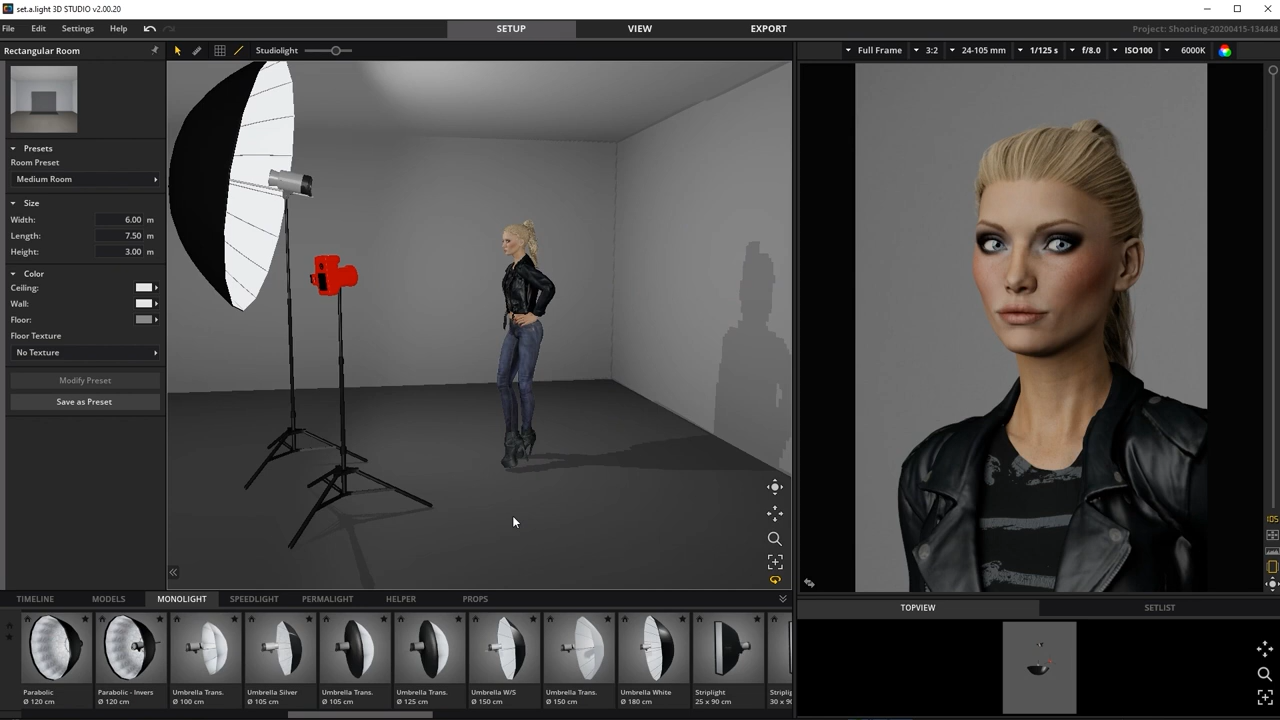 set.a.light 3D STUDIO v2.00.20
File Edit Settings Help SETUP VIEW EXPORT Project: Shooting-20200415-134448
Rectangular Room Studiolight Full Frame 3:2 24-105 mm 1/125 s f/8.0 ISO100 6000K
Presets
Room Preset
Medium Room
Size
Width: 6.00 m
Length: 7.50 m
Height: 3.00 m
Color
Ceiling:
Wall:
Floor:
Floor Texture
No Texture
Modify Preset
Save as Preset
105
TIMELINE MODELS MONOLIGHT SPEEDLIGHT PERMALIGHT HELPER PROPS
TOPVIEW SETLIST
Parabolic Parabolic - Invers Umbrella Trans. Umbrella Silver Umbrella Trans. Umbrella Trans. Umbrella W/S Umbrella Trans. Umbrella White Striplight Striplig
Ø 120 cm Ø 120 cm Ø 100 cm Ø 105 cm Ø 105 cm Ø 125 cm Ø 150 cm Ø 150 cm Ø 180 cm 25 x 90 cm 30 x 9